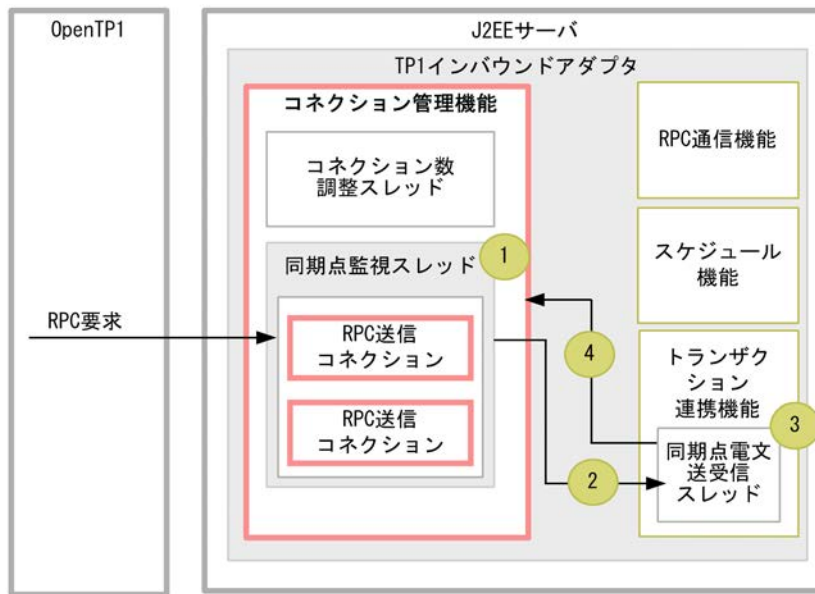 OpenTP1
J2EEサーバ
TP1インバウンドアダプタ
コネクション管理機能
コネクション数
調整スレッド
同期点監視スレッド
1
RPC要求
RPC送信
コネクション
RPC送信
コネクション
4
2
RPC通信機能
スケジュール
機能
トランザク
ション
連携機能
3
同期点電文
送受信
スレッド